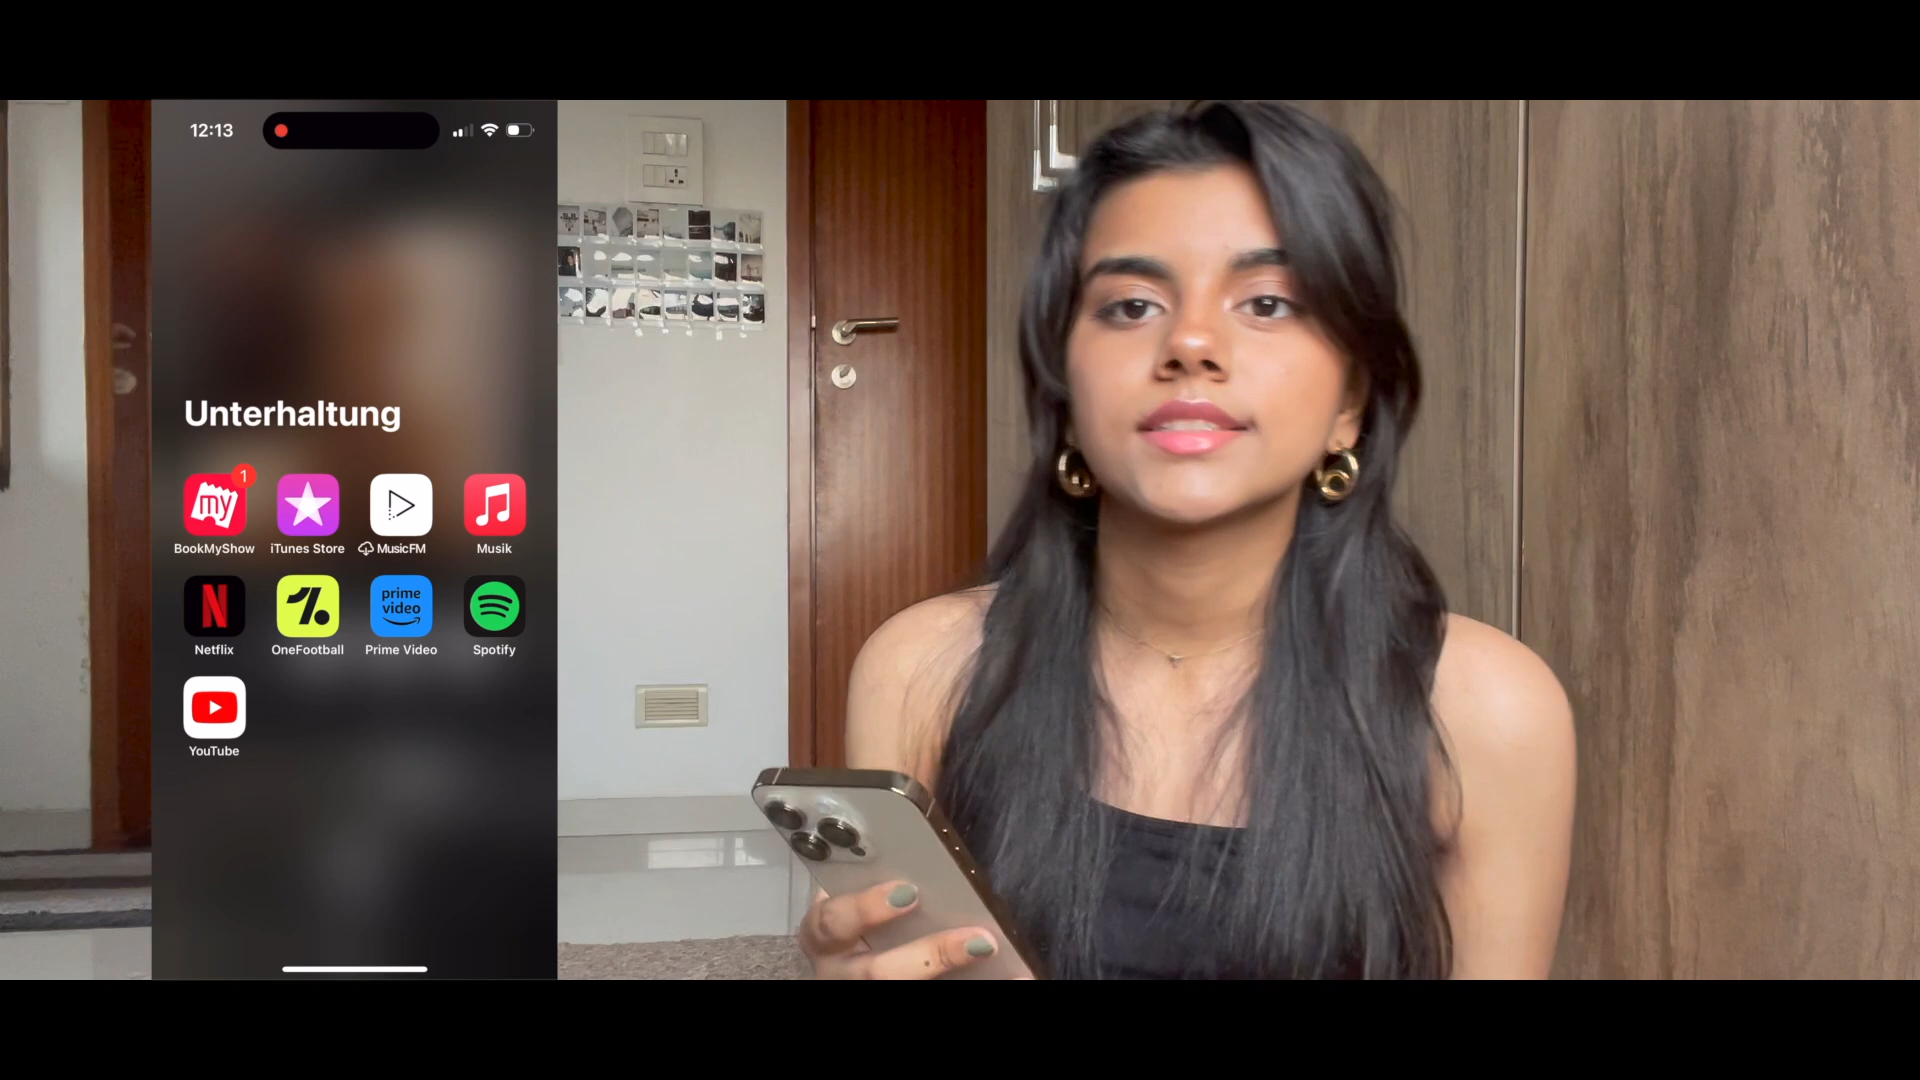 12:13
Unterhaltung
1
my
BookMyShow
iTunes Store
MusicFM
Musik
N
prime video
Netflix
OneFootball
Prime Video
Spotify
YouTube